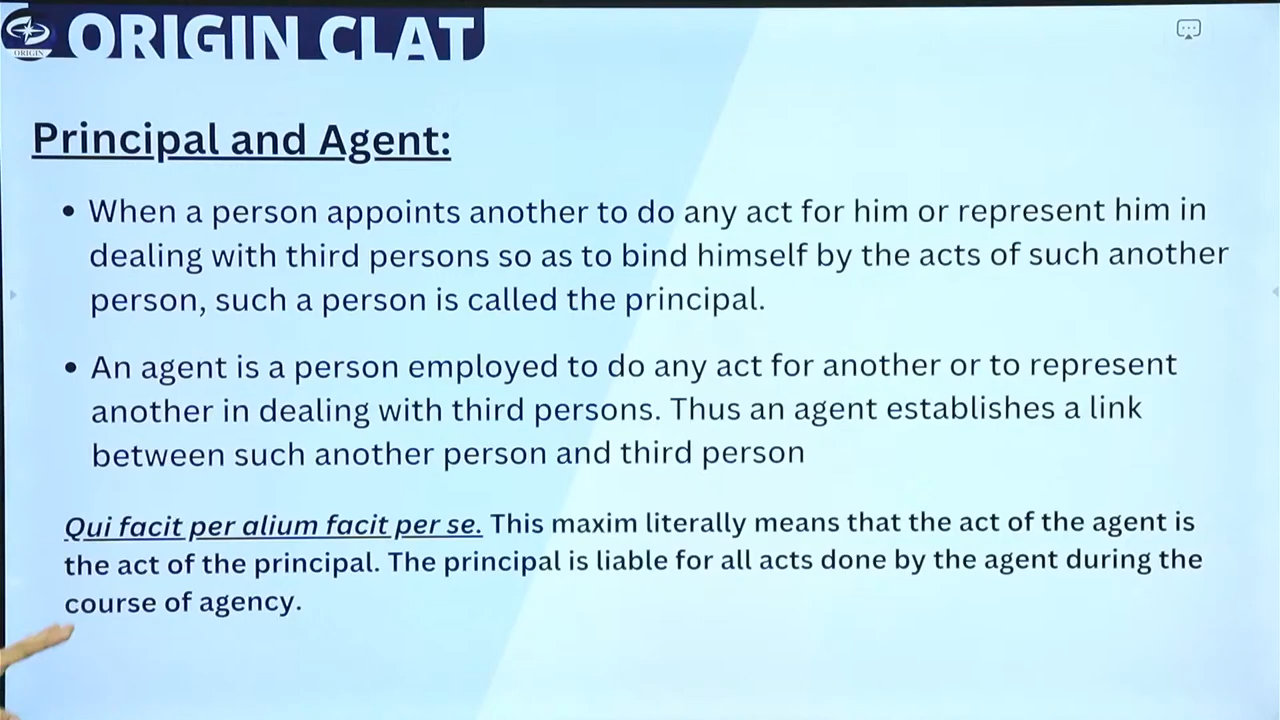 ORIGIN CLAT
ORIGIN
Principal and Agent:
• When a person appoints another to do any act for him or represent him in
dealing with third persons so as to bind himself by the acts of such another
person, such a person is called the principal.
• An agent is a person employed to do any act for another or to represent
another in dealing with third persons. Thus an agent establishes a link
between such another person and third person
Qui facit per alium facit per se. This maxim literally means that the act of the agent is
the act of the principal. The principal is liable for all acts done by the agent during the
course of agency.